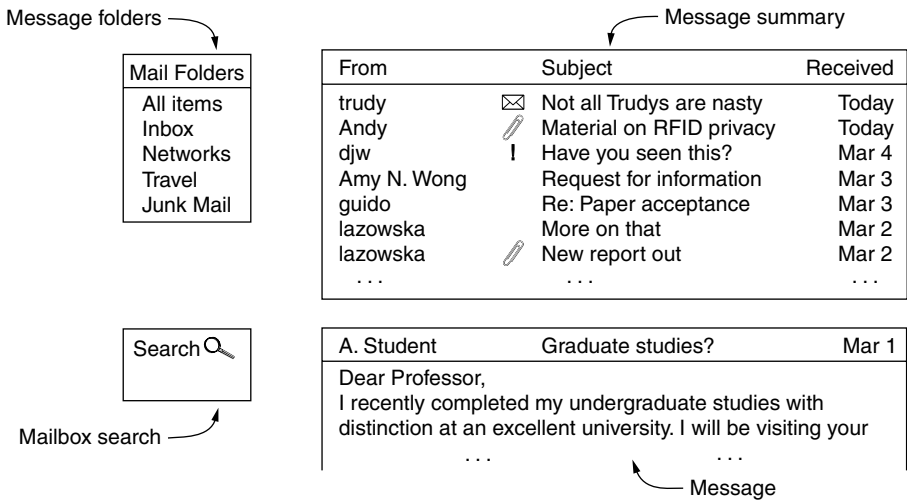 Message folders
Message summary
Mail Folders
All items
Inbox
Networks
Travel
Junk Mail
From Subject Received
trudy Not all Trudys are nasty Today
Andy Material on RFID privacy Today
djw ! Have you seen this? Mar 4
Amy N. Wong Request for information Mar 3
guido Re: Paper acceptance Mar 3
lazowska More on that Mar 2
lazowska New report out Mar 2
. . . . . . . . .
Search
Mailbox search
A. Student Graduate studies? Mar 1
Dear Professor,
I recently completed my undergraduate studies with
distinction at an excellent university. I will be visiting your
. . . . . .
Message